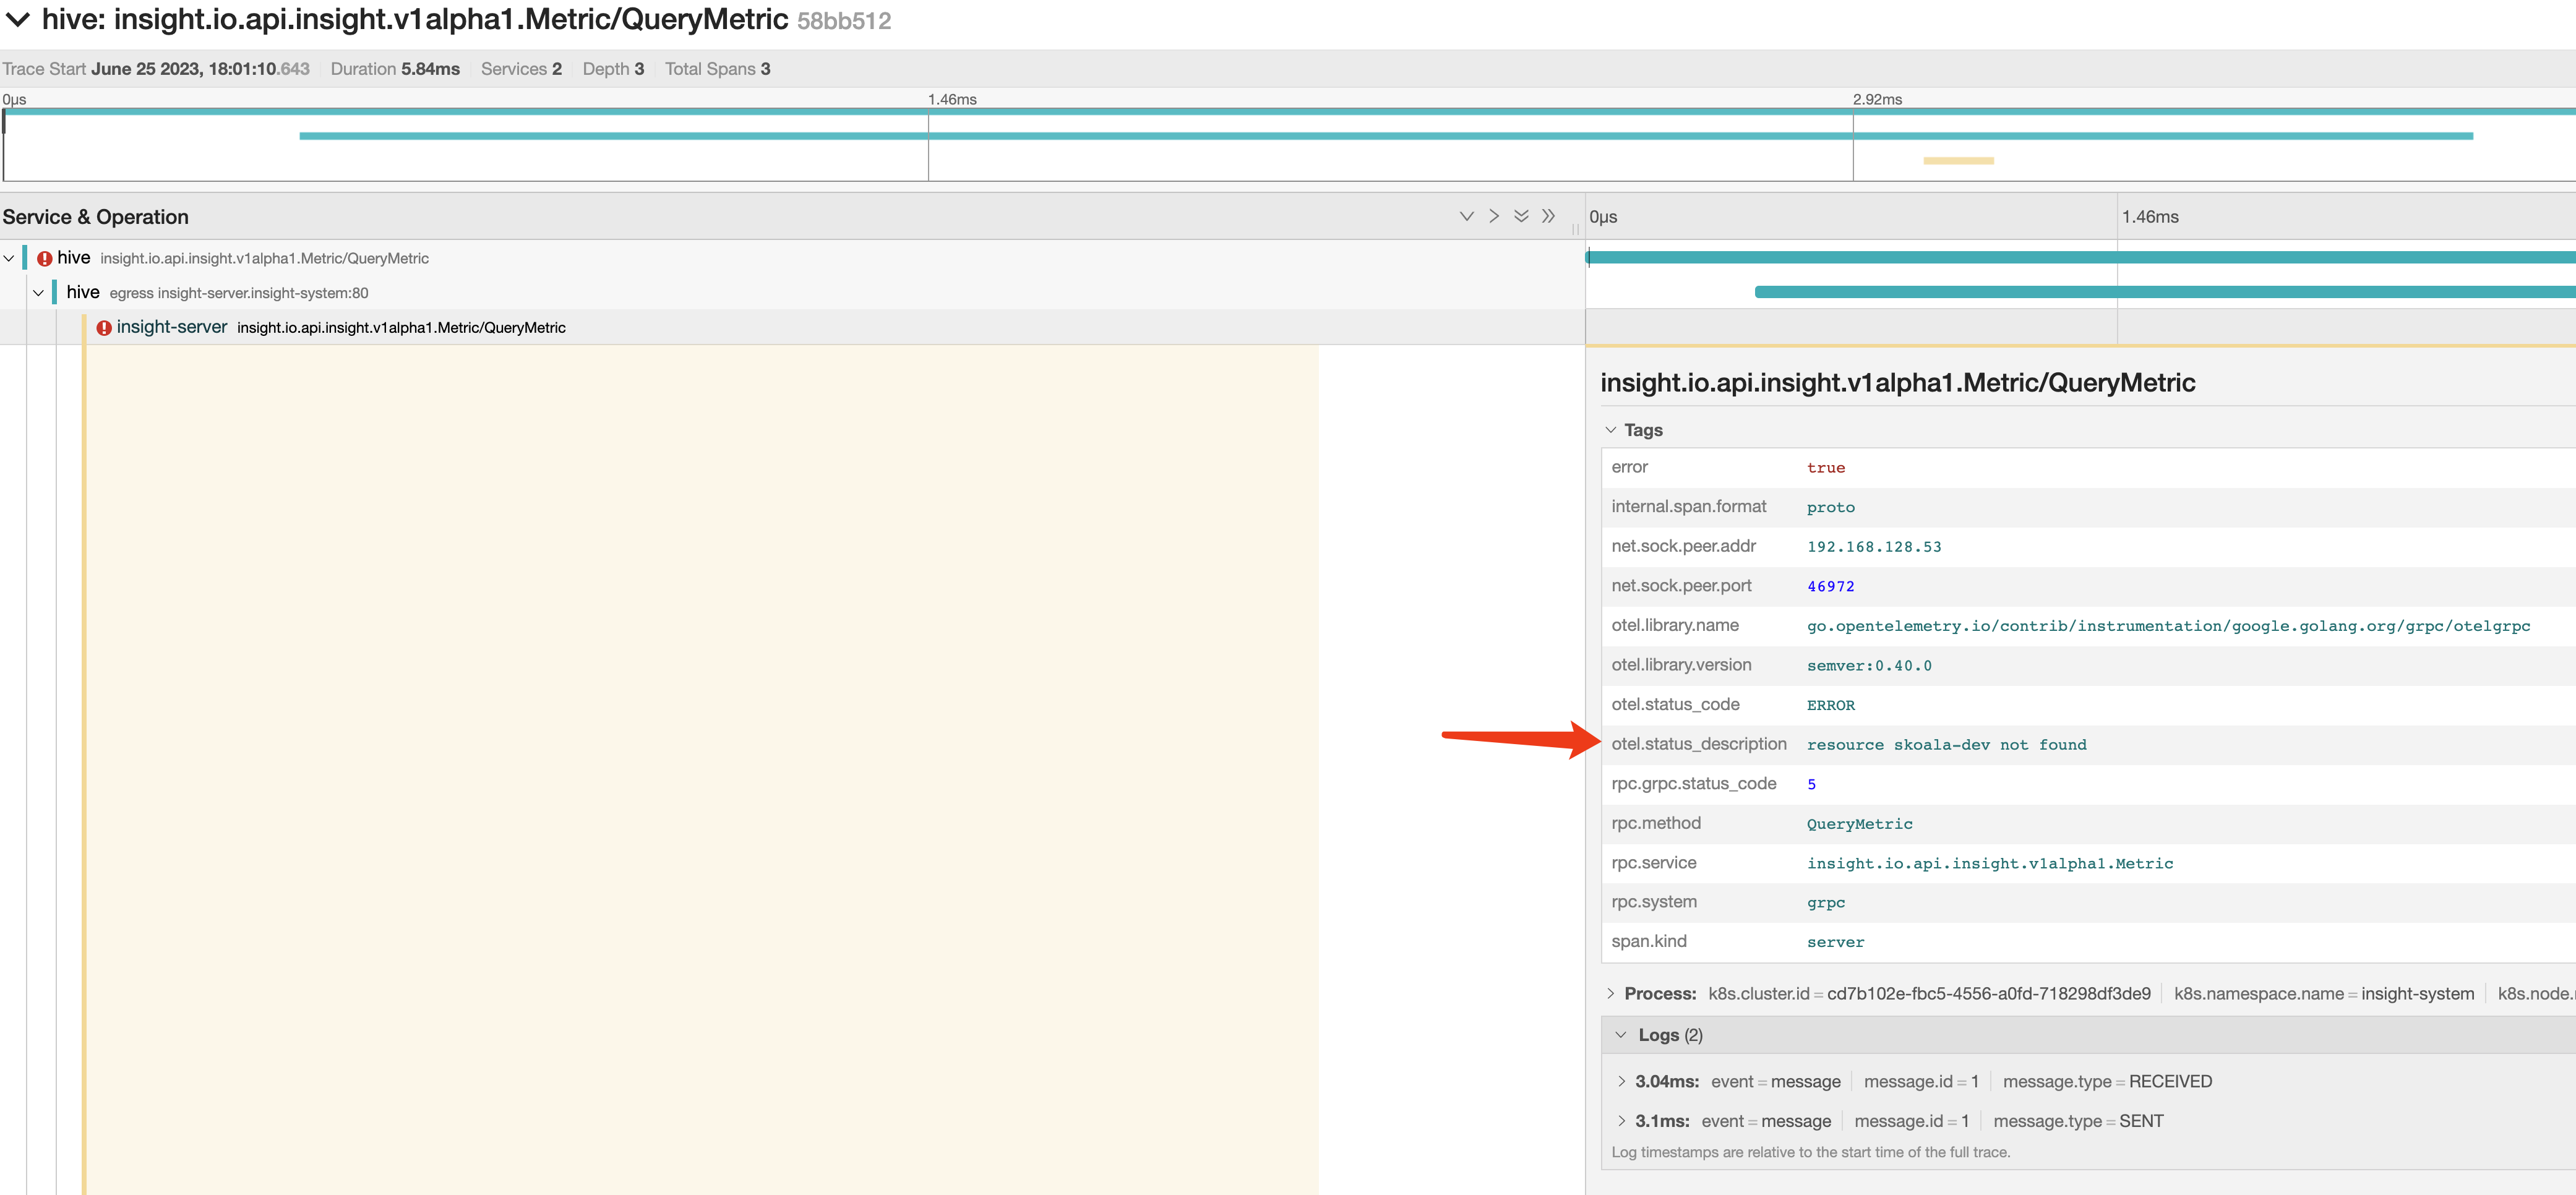 hive: insight.io.api.insight.v1alpha1.Metric/QueryMetric 58bb512
Trace Start June 25 2023, 18:01:10.643 Duration 5.84ms Services 2 Depth 3 Total Spans 3
0μs 1.46ms 2.92ms
Service & Operation 0μs 1.46ms
hive insight.io.api.insight.v1alpha1.Metric/QueryMetric
hive egress insight-server.insight-system:80
insight-server insight.io.api.insight.v1alpha1.Metric/QueryMetric
insight.io.api.insight.v1alpha1.Metric/QueryMetric
Tags
error true
internal.span.format proto
net.sock.peer.addr 192.168.128.53
net.sock.peer.port 46972
otel.library.name go.opentelemetry.io/contrib/instrumentation/google.golang.org/grpc/otelgrpc
otel.library.version semver:0.40.0
otel.status_code ERROR
otel.status_description resource skoala-dev not found
rpc.grpc.status_code 5
rpc.method QueryMetric
rpc.service insight.io.api.insight.v1alpha1.Metric
rpc.system grpc
span.kind server
Process: k8s.cluster.id = cd7b102e-fbc5-4556-a0fd-718298df3de9 k8s.namespace.name = insight-system
Logs (2)
3.04ms: event = message message.id = 1 message.type = RECEIVED
3.1ms: event = message message.id = 1 message.type = SENT
Log timestamps are relative to the start time of the full trace.